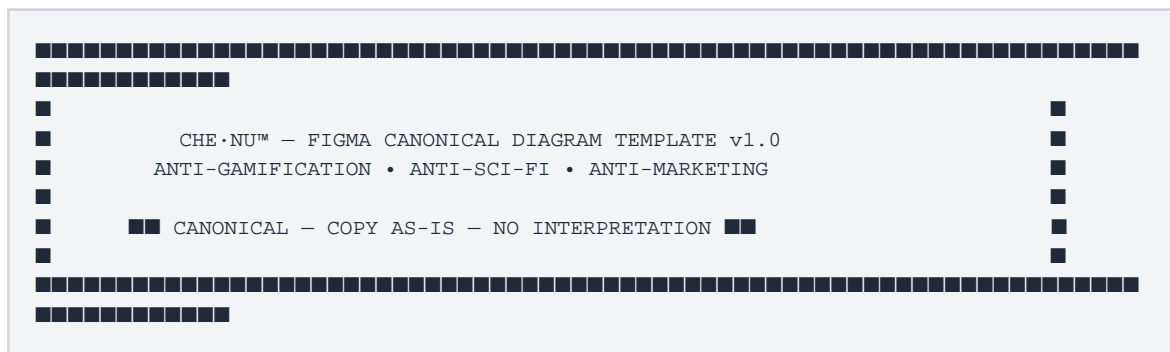 CHE·NU™ — FIGMA CANONICAL DIAGRAM TEMPLATE v1.0
ANTI-GAMIFICATION • ANTI-SCI-FI • ANTI-MARKETING
■■ CANONICAL — COPY AS-IS — NO INTERPRETATION ■■